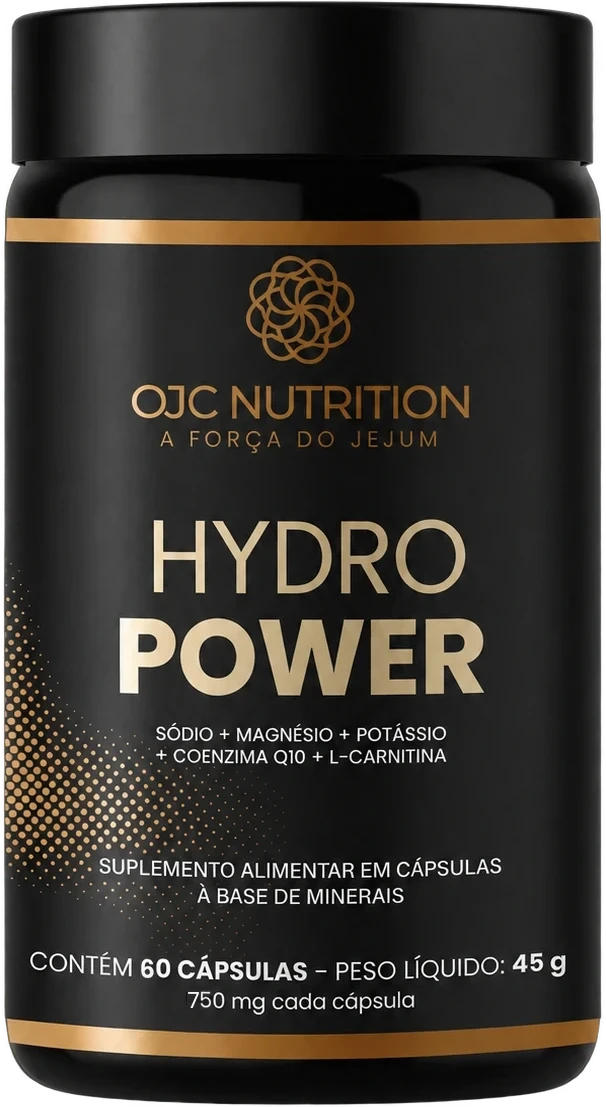 OJC NUTRITION
A FORÇA DO JEJUM
HYDRO
POWER
SÓDIO + MAGNÉSIO + POTÁSSIO
+ COENZIMA Q10 + L-CARNITINA
SUPLEMENTO ALIMENTAR EM CÁPSULAS
À BASE DE MINERAIS
CONTÉM 60 CÁPSULAS – PESO LÍQUIDO: 45 g
750 mg cada cápsula